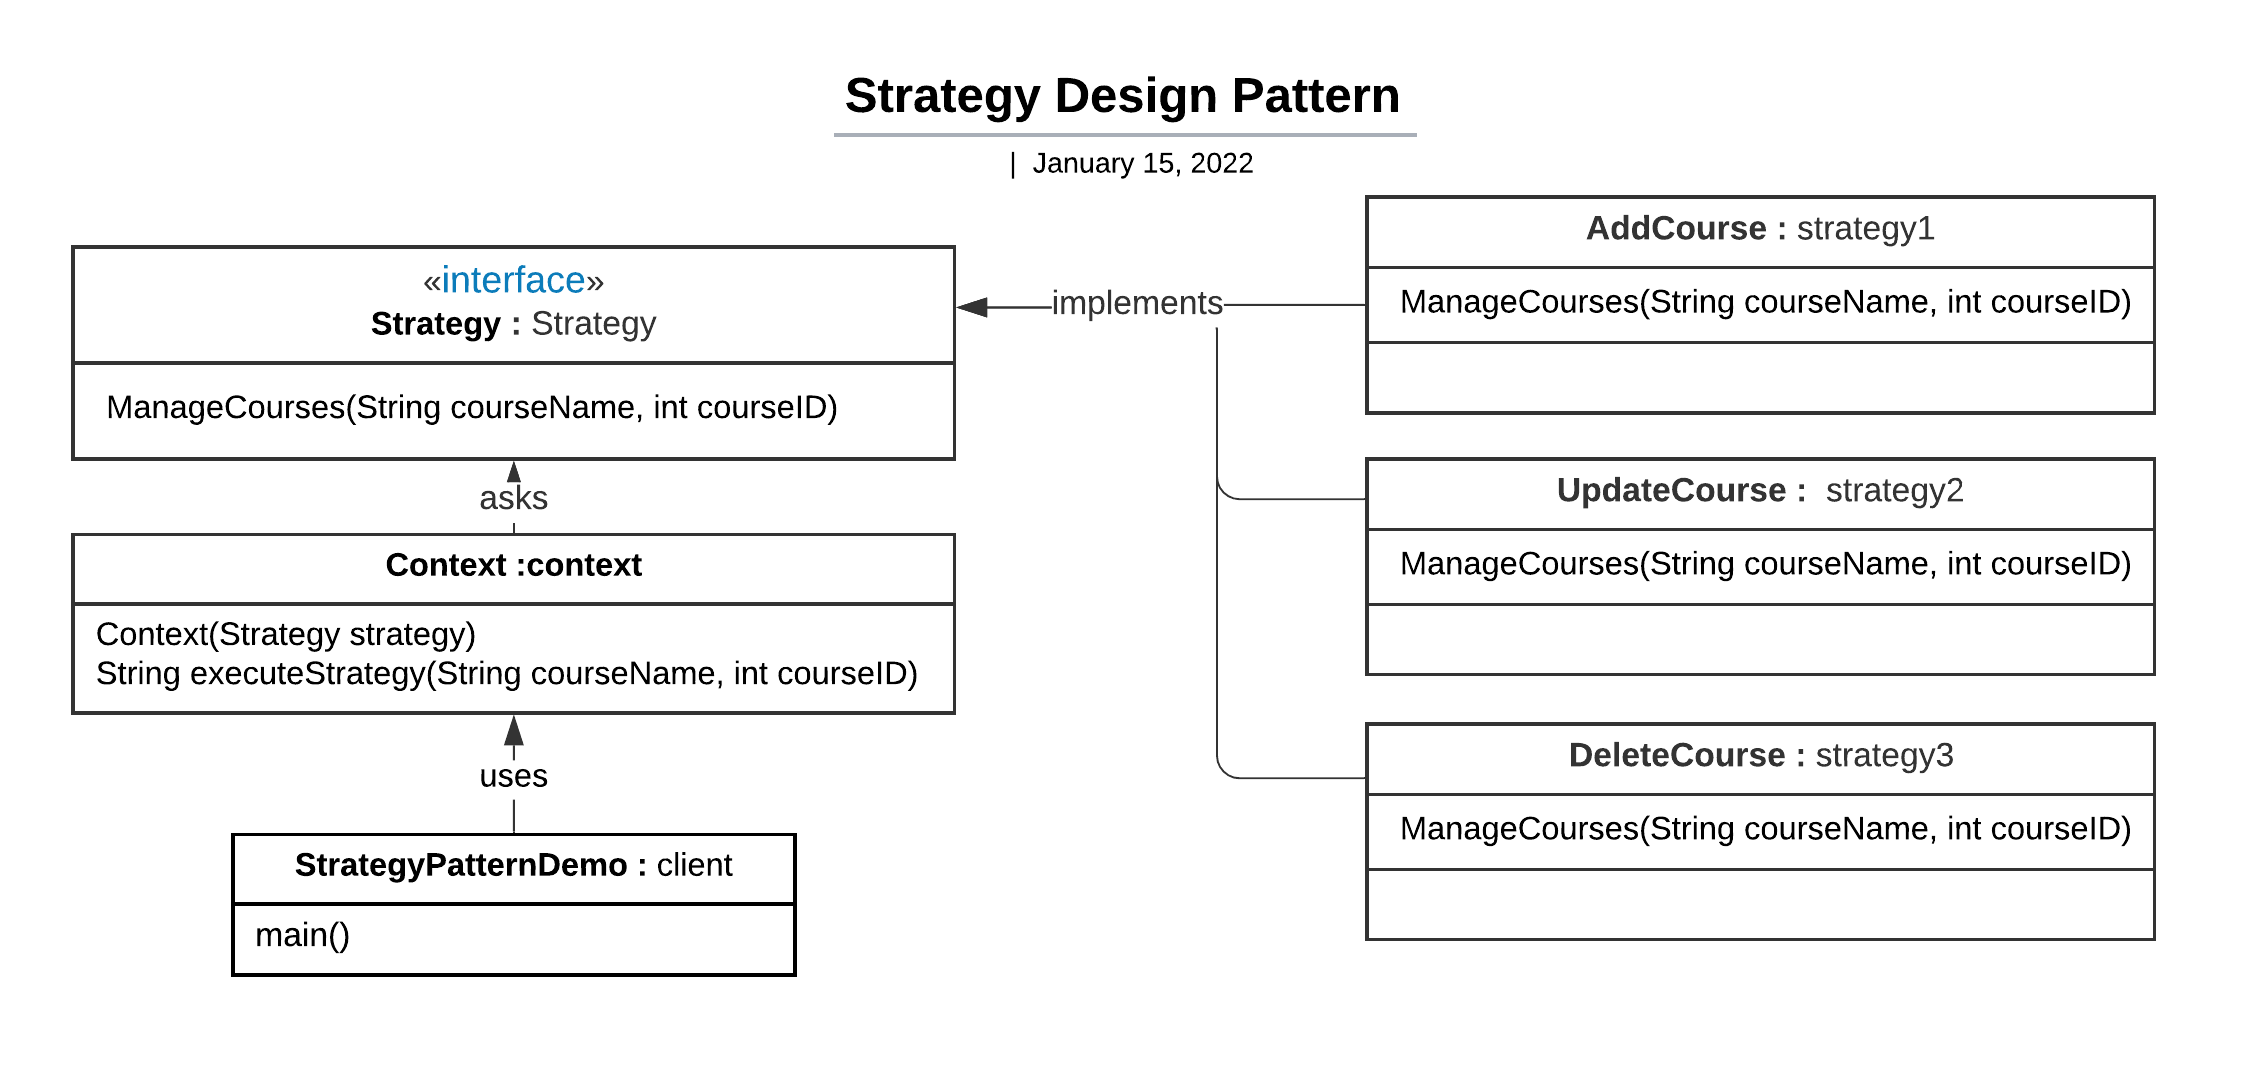 Strategy Design Pattern
| January 15, 2022
«interface»
Strategy : Strategy
ManageCourses(String courseName, int courseID)
asks
Context :context
Context(Strategy strategy)
String executeStrategy(String courseName, int courseID)
uses
StrategyPatternDemo : client
main()
implements
AddCourse : strategy1
ManageCourses(String courseName, int courseID)
UpdateCourse : strategy2
ManageCourses(String courseName, int courseID)
DeleteCourse : strategy3
ManageCourses(String courseName, int courseID)